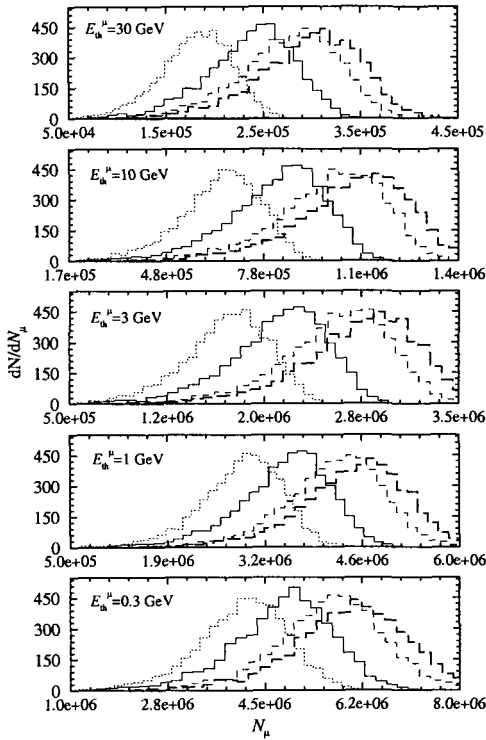 450
300
150
0
E_th^μ=30 GeV
5.0e+04 1.5e+05 2.5e+05 3.5e+05 4.5e+05
450
300
150
0
E_th^μ=10 GeV
1.7e+05 4.8e+05 7.8e+05 1.1e+06 1.4e+06
450
300
150
0
E_th^μ=3 GeV
5.0e+05 1.2e+06 2.0e+06 2.8e+06 3.5e+06
dN/dN_μ
450
300
150
0
E_th^μ=1 GeV
5.0e+05 1.9e+06 3.2e+06 4.6e+06 6.0e+06
450
300
150
0
E_th^μ=0.3 GeV
1.0e+06 2.8e+06 4.5e+06 6.2e+06 8.0e+06
N_μ